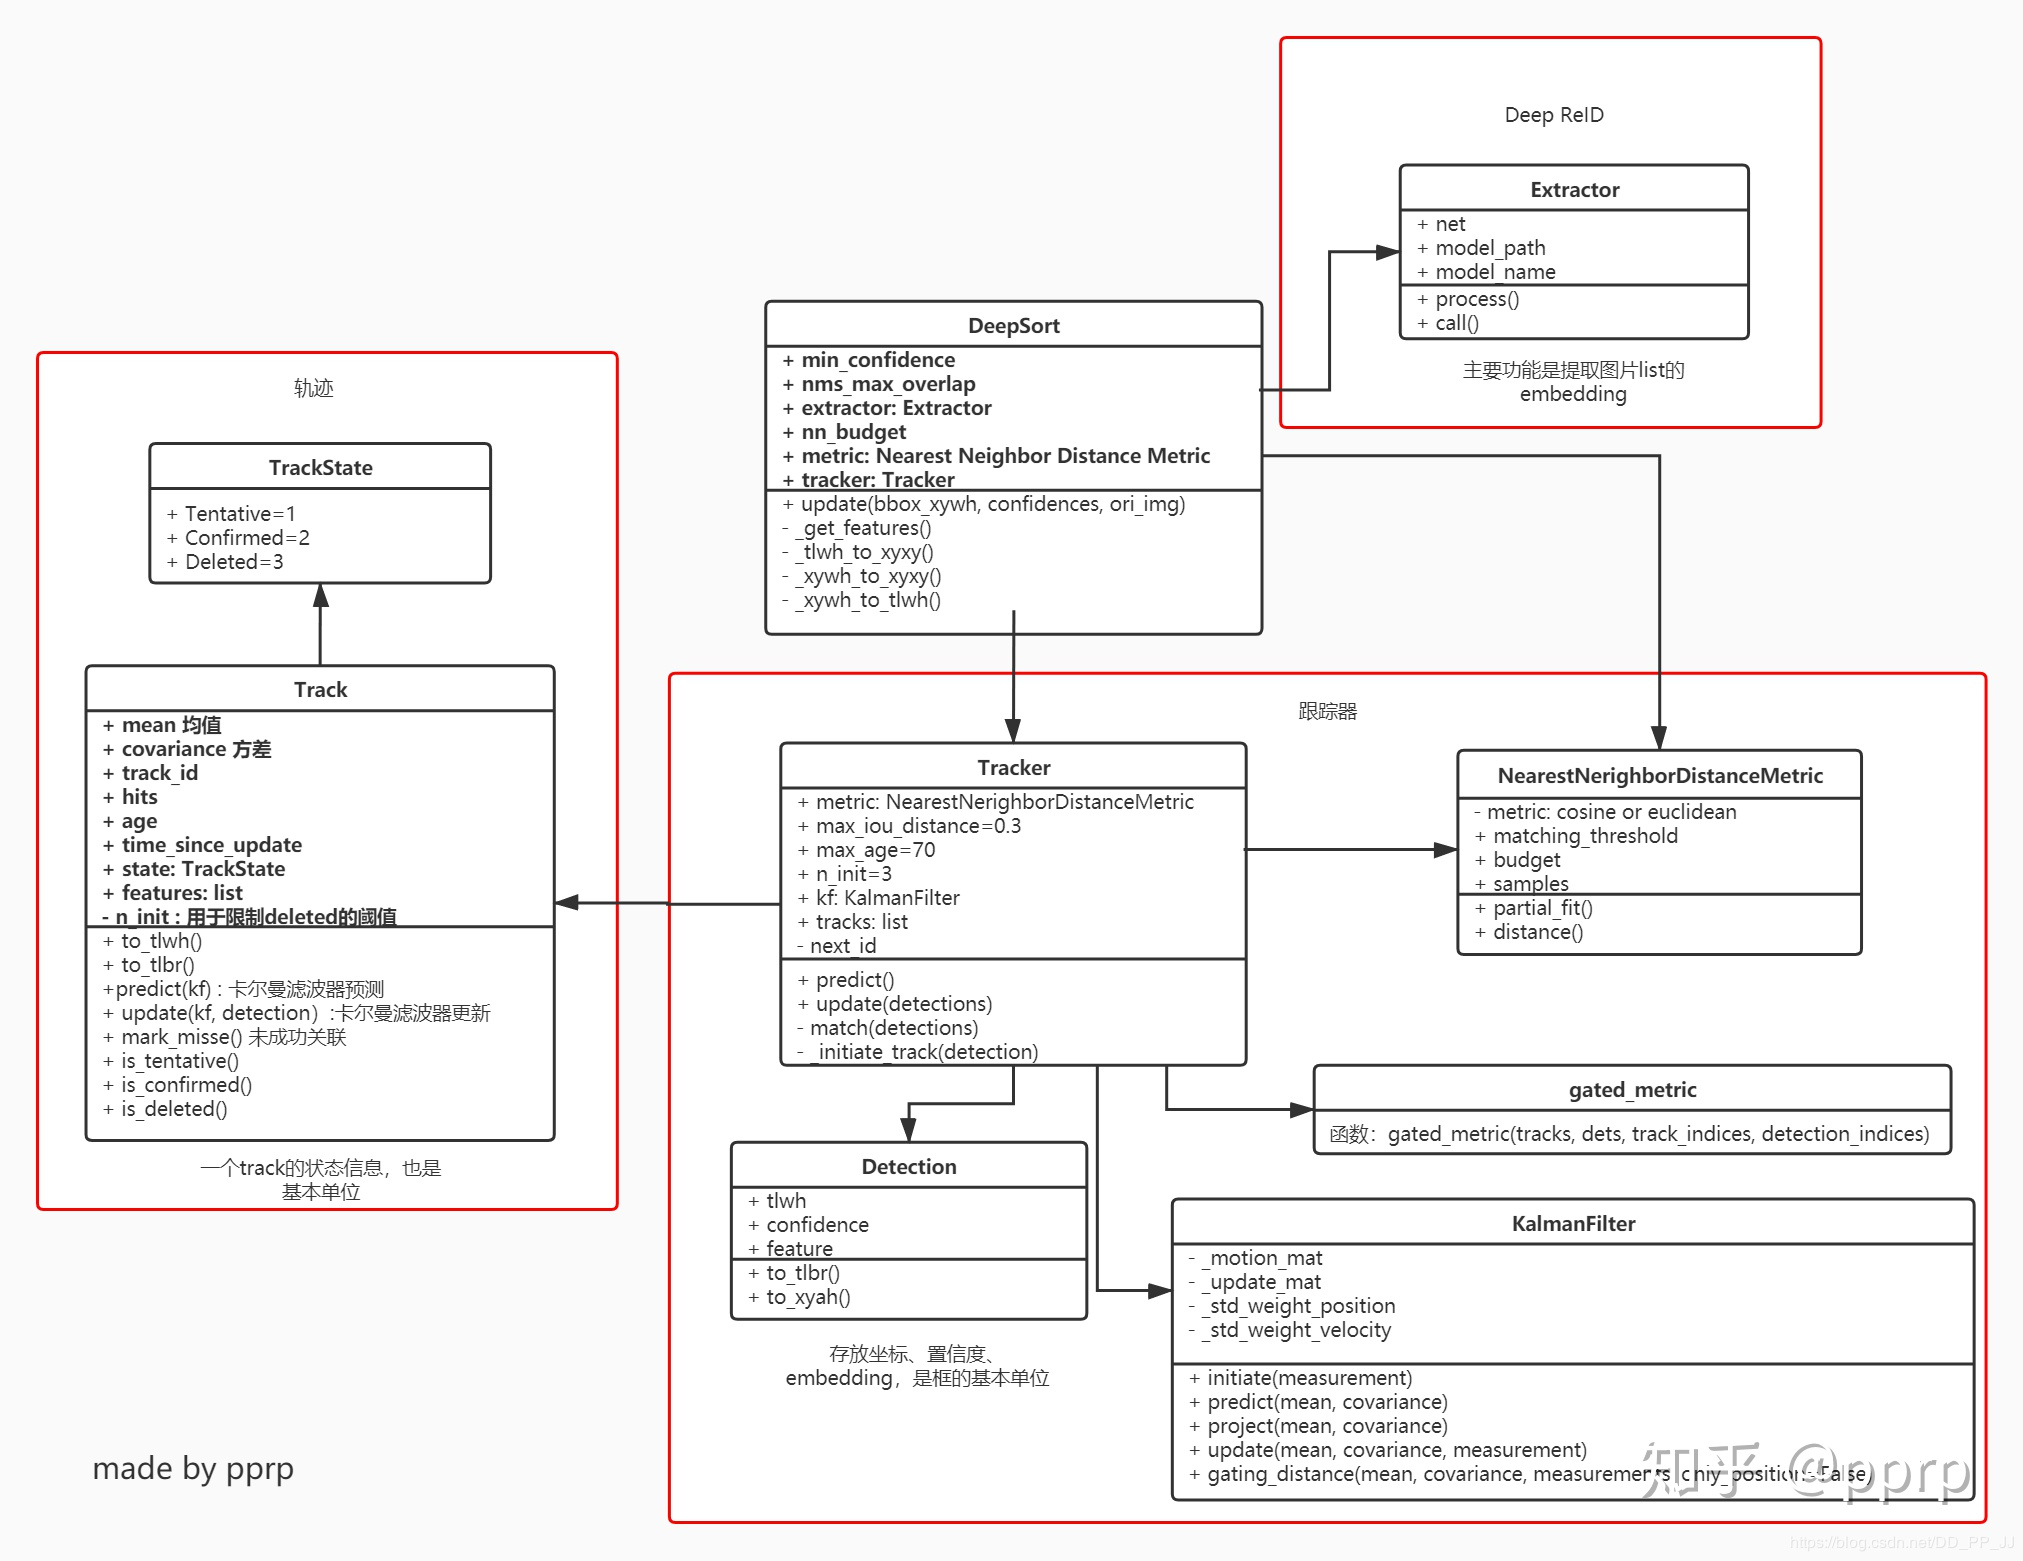 Deep ReID
Extractor
+ net
+ model_path
+ model_name
+ process()
+ call()
主要功能是提取图片list的
embedding
DeepSort
+ min_confidence
+ nms_max_overlap
+ extractor: Extractor
+ nn_budget
+ metric: Nearest Neighbor Distance Metric
+ tracker: Tracker
+ update(bbox_xywh, confidences, ori_img)
- _get_features()
- _tlwh_to_xyxy()
- _xywh_to_xyxy()
- _xywh_to_tlwh()
轨迹
TrackState
+ Tentative=1
+ Confirmed=2
+ Deleted=3
Track
+ mean 均值
+ covariance 方差
+ track_id
+ hits
+ age
+ time_since_update
+ state: TrackState
+ features: list
- n_init : 用于限制deleted的阈值
+ to_tlwh()
+ to_tlbr()
+predict(kf) : 卡尔曼滤波器预测
+ update(kf, detection）:卡尔曼滤波器更新
+ mark_misse() 未成功关联
+ is_tentative()
+ is_confirmed()
+ is_deleted()
一个track的状态信息，也是
基本单位
跟踪器
Tracker
+ metric: NearestNerighborDistanceMetric
+ max_iou_distance=0.3
+ max_age=70
+ n_init=3
+ kf: KalmanFilter
+ tracks: list
- next_id
+ predict()
+ update(detections)
- match(detections)
- _initiate_track(detection)
NearestNerighborDistanceMetric
- metric: cosine or euclidean
+ matching_threshold
+ budget
+ samples
+ partial_fit()
+ distance()
gated_metric
函数：gated_metric(tracks, dets, track_indices, detection_indices)
Detection
+ tlwh
+ confidence
+ feature
+ to_tlbr()
+ to_xyah()
存放坐标、置信度、
embedding，是框的基本单位
KalmanFilter
- _motion_mat
- _update_mat
- _std_weight_position
- _std_weight_velocity
+ initiate(measurement)
+ predict(mean, covariance)
+ project(mean, covariance)
+ update(mean, covariance, measurement)
+ gating_distance(mean, covariance, measurements, only_position=False)
made by pprp
知乎 @pprp
https://blog.csdn.net/DD_PP_JJ